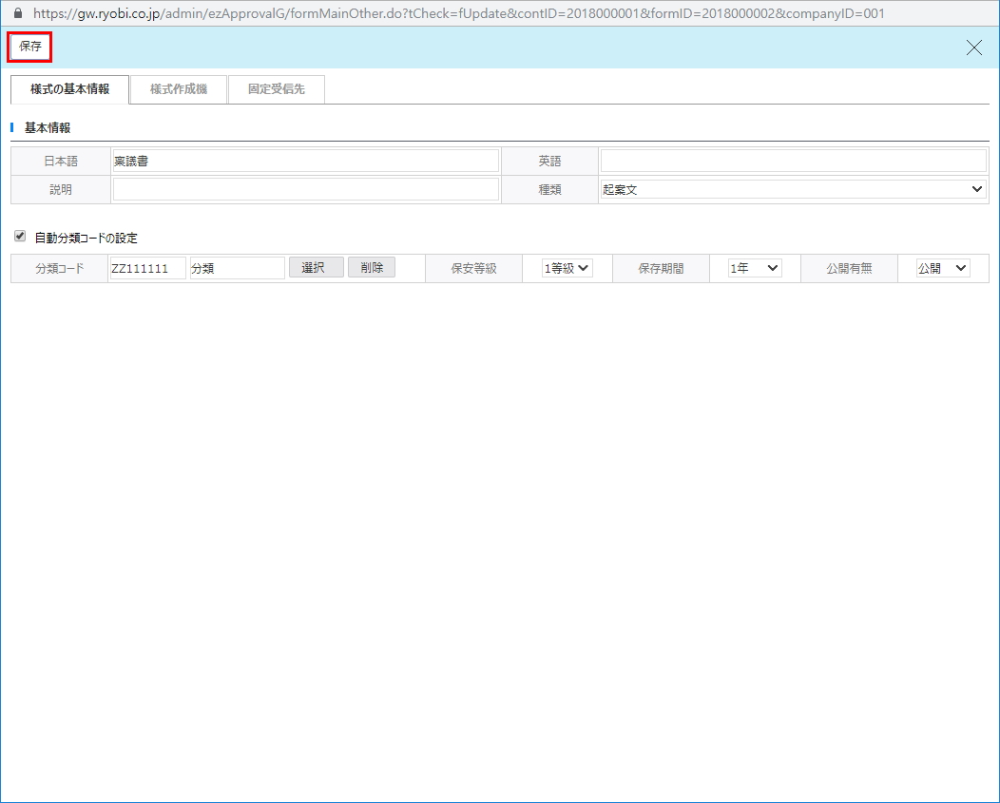 https://gw.ryobi.co.jp/admin/ezApprovalG/formMainOther.do?tCheck=fUpdate&contID=2018000001&formID=2018000002&companyID=001
保存
様式の基本情報 様式作成機 固定受信先
基本情報
日本語 稟議書 英語
説明 種類 起案文
自動分類コードの設定
分類コード ZZ111111 分類 選択 削除 保安等級 1等級 保存期間 1年 公開有無 公開